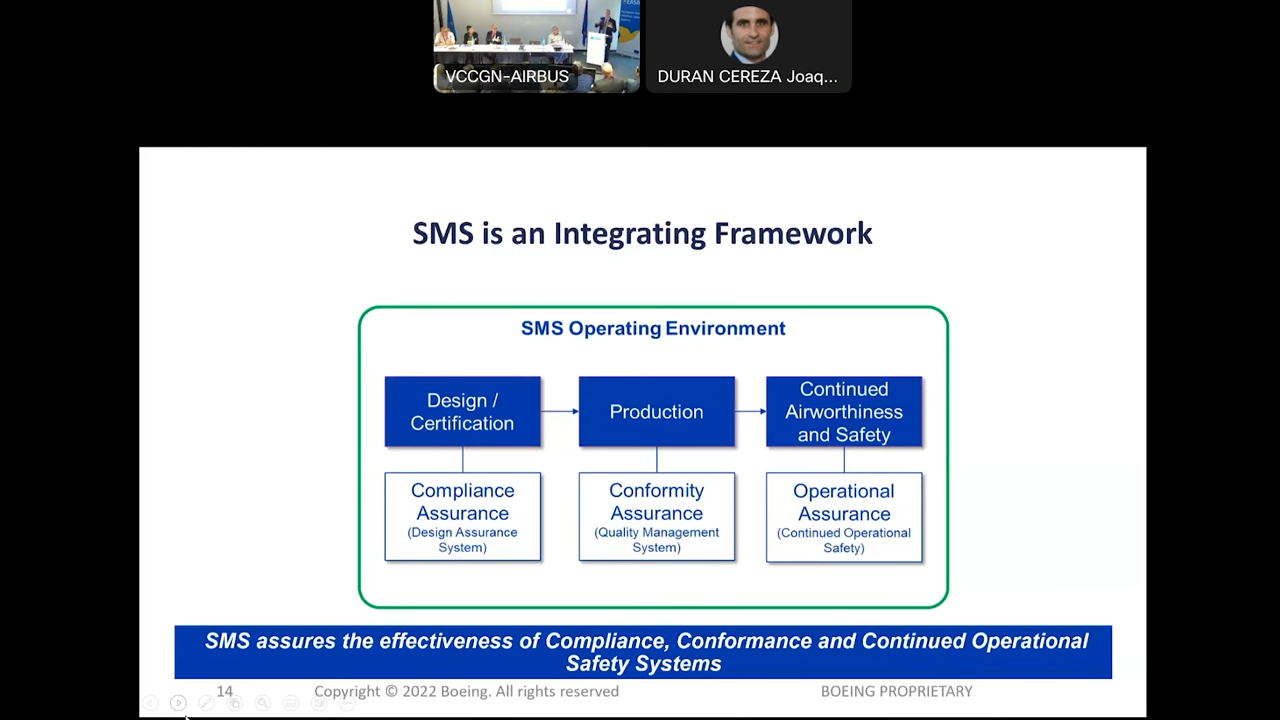 VCCGN-AIRBUS
DURAN CEREZA Joaq...
SMS is an Integrating Framework
SMS Operating Environment
Design /
Certification
Production
Continued
Airworthiness
and Safety
Compliance
Assurance
(Design Assurance
System)
Conformity
Assurance
(Quality Management
System)
Operational
Assurance
(Continued Operational
Safety)
SMS assures the effectiveness of Compliance, Conformance and Continued Operational
Safety Systems
14
Copyright © 2022 Boeing. All rights reserved
BOEING PROPRIETARY